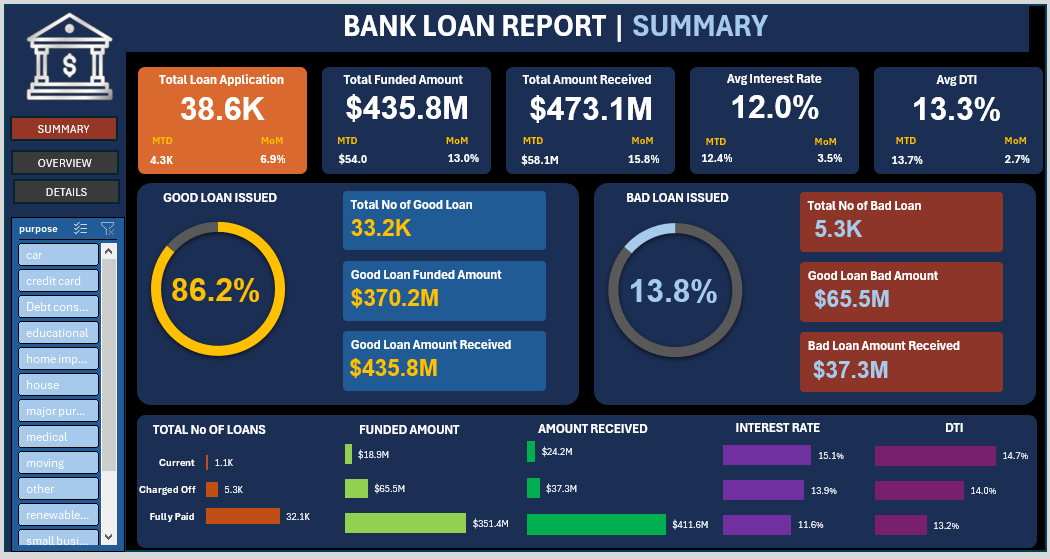 BANK LOAN REPORT | SUMMARY
$
SUMMARY
OVERVIEW
DETAILS
purpose
car
credit card
Debt cons...
educational
home imp...
house
major pur...
medical
moving
other
renewable...
small busi...
Total Loan Application
38.6K
MTD MoM
4.3K 6.9%
Total Funded Amount
$435.8M
MTD MoM
$54.0 13.0%
Total Amount Received
$473.1M
MTD MoM
$58.1M 15.8%
Avg Interest Rate
12.0%
MTD MoM
12.4% 3.5%
Avg DTI
13.3%
MTD MoM
13.7% 2.7%
GOOD LOAN ISSUED
86.2%
Total No of Good Loan
33.2K
Good Loan Funded Amount
$370.2M
Good Loan Amount Received
$435.8M
BAD LOAN ISSUED
13.8%
Total No of Bad Loan
5.3K
Good Loan Bad Amount
$65.5M
Bad Loan Amount Received
$37.3M
TOTAL No OF LOANS
Current 1.1K
Charged Off 5.3K
Fully Paid 32.1K
FUNDED AMOUNT
$18.9M
$65.5M
$351.4M
AMOUNT RECEIVED
$24.2M
$37.3M
$411.6M
INTEREST RATE
15.1%
13.9%
11.6%
DTI
14.7%
14.0%
13.2%